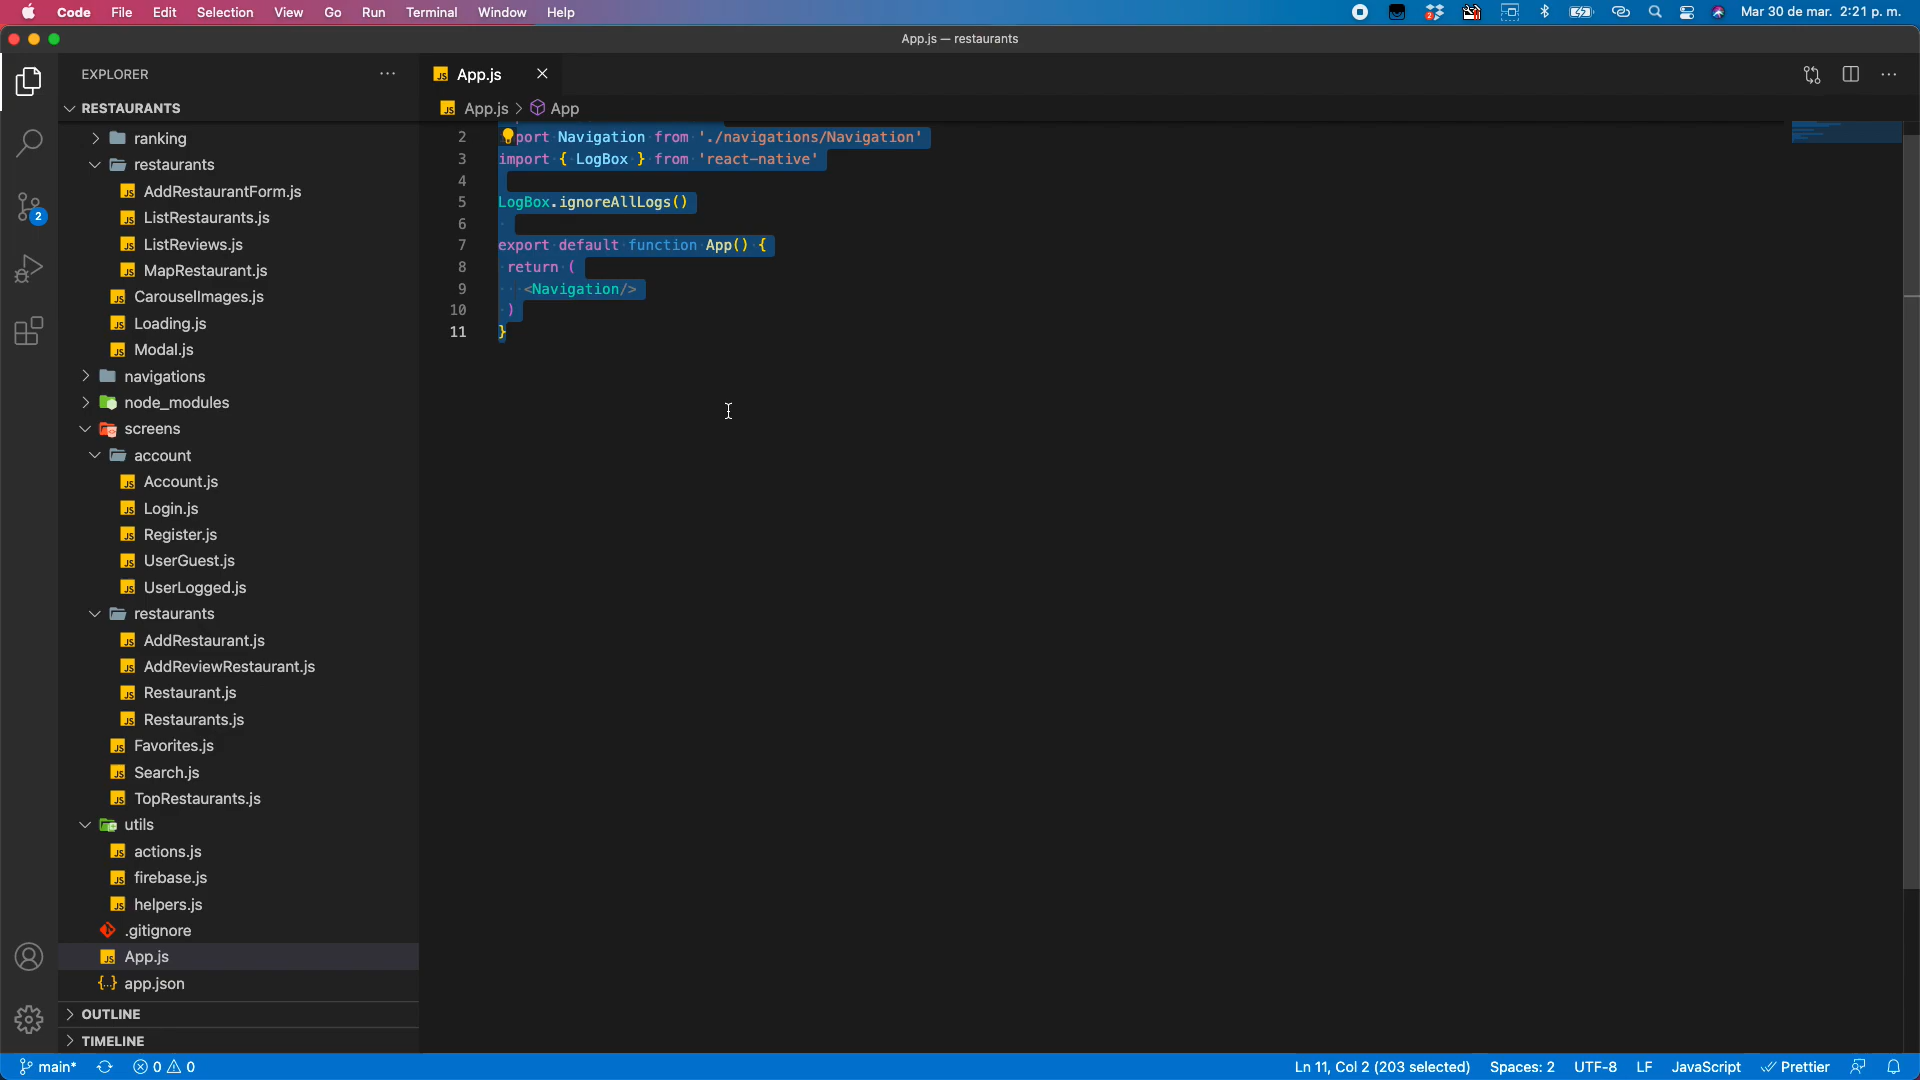 Code File Edit Selection View Go Run Terminal Window Help
2
Mar 30 de mar. 2:21 p. m.
App.js — restaurants
EXPLORER
App.js
RESTAURANTS
App.js > App
ranking
restaurants
AddRestaurantForm.js
ListRestaurants.js
ListReviews.js
MapRestaurant.js
CarouselImages.js
Loading.js
Modal.js
navigations
node_modules
screens
account
Account.js
Login.js
Register.js
UserGuest.js
UserLogged.js
restaurants
AddRestaurant.js
AddReviewRestaurant.js
Restaurant.js
Restaurants.js
Favorites.js
Search.js
TopRestaurants.js
utils
actions.js
firebase.js
helpers.js
.gitignore
App.js
{..} app.json
OUTLINE
TIMELINE
2
2 port Navigation from './navigations/Navigation'
3 import { LogBox } from 'react-native'
4
5 LogBox.ignoreAllLogs()
6
7 export default function App() {
8 return (
9 <Navigation/>
10 )
11 }
main* 0 0
Ln 11, Col 2 (203 selected) Spaces: 2 UTF-8 LF JavaScript Prettier